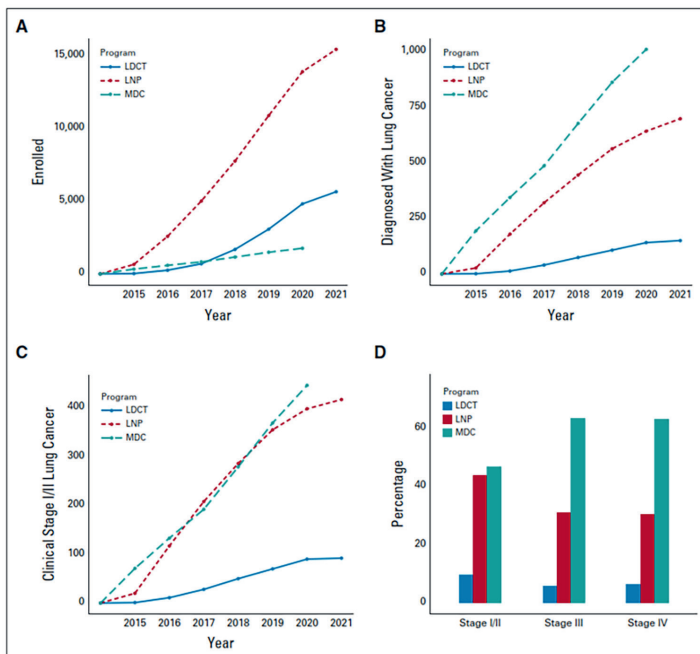 A
Program
LDCT
LNP
MDC
15,000
10,000
5,000
0
Enrolled
2015 2016 2017 2018 2019 2020 2021
Year
B
Program
LDCT
LNP
MDC
1,000
750
500
250
0
Diagnosed With Lung Cancer
2015 2016 2017 2018 2019 2020 2021
Year
C
Program
LDCT
LNP
MDC
400
300
200
100
0
Clinical Stage I/II Lung Cancer
2015 2016 2017 2018 2019 2020 2021
Year
D
Program
LDCT
LNP
MDC
60
40
20
0
Percentage
Stage I/II Stage III Stage IV